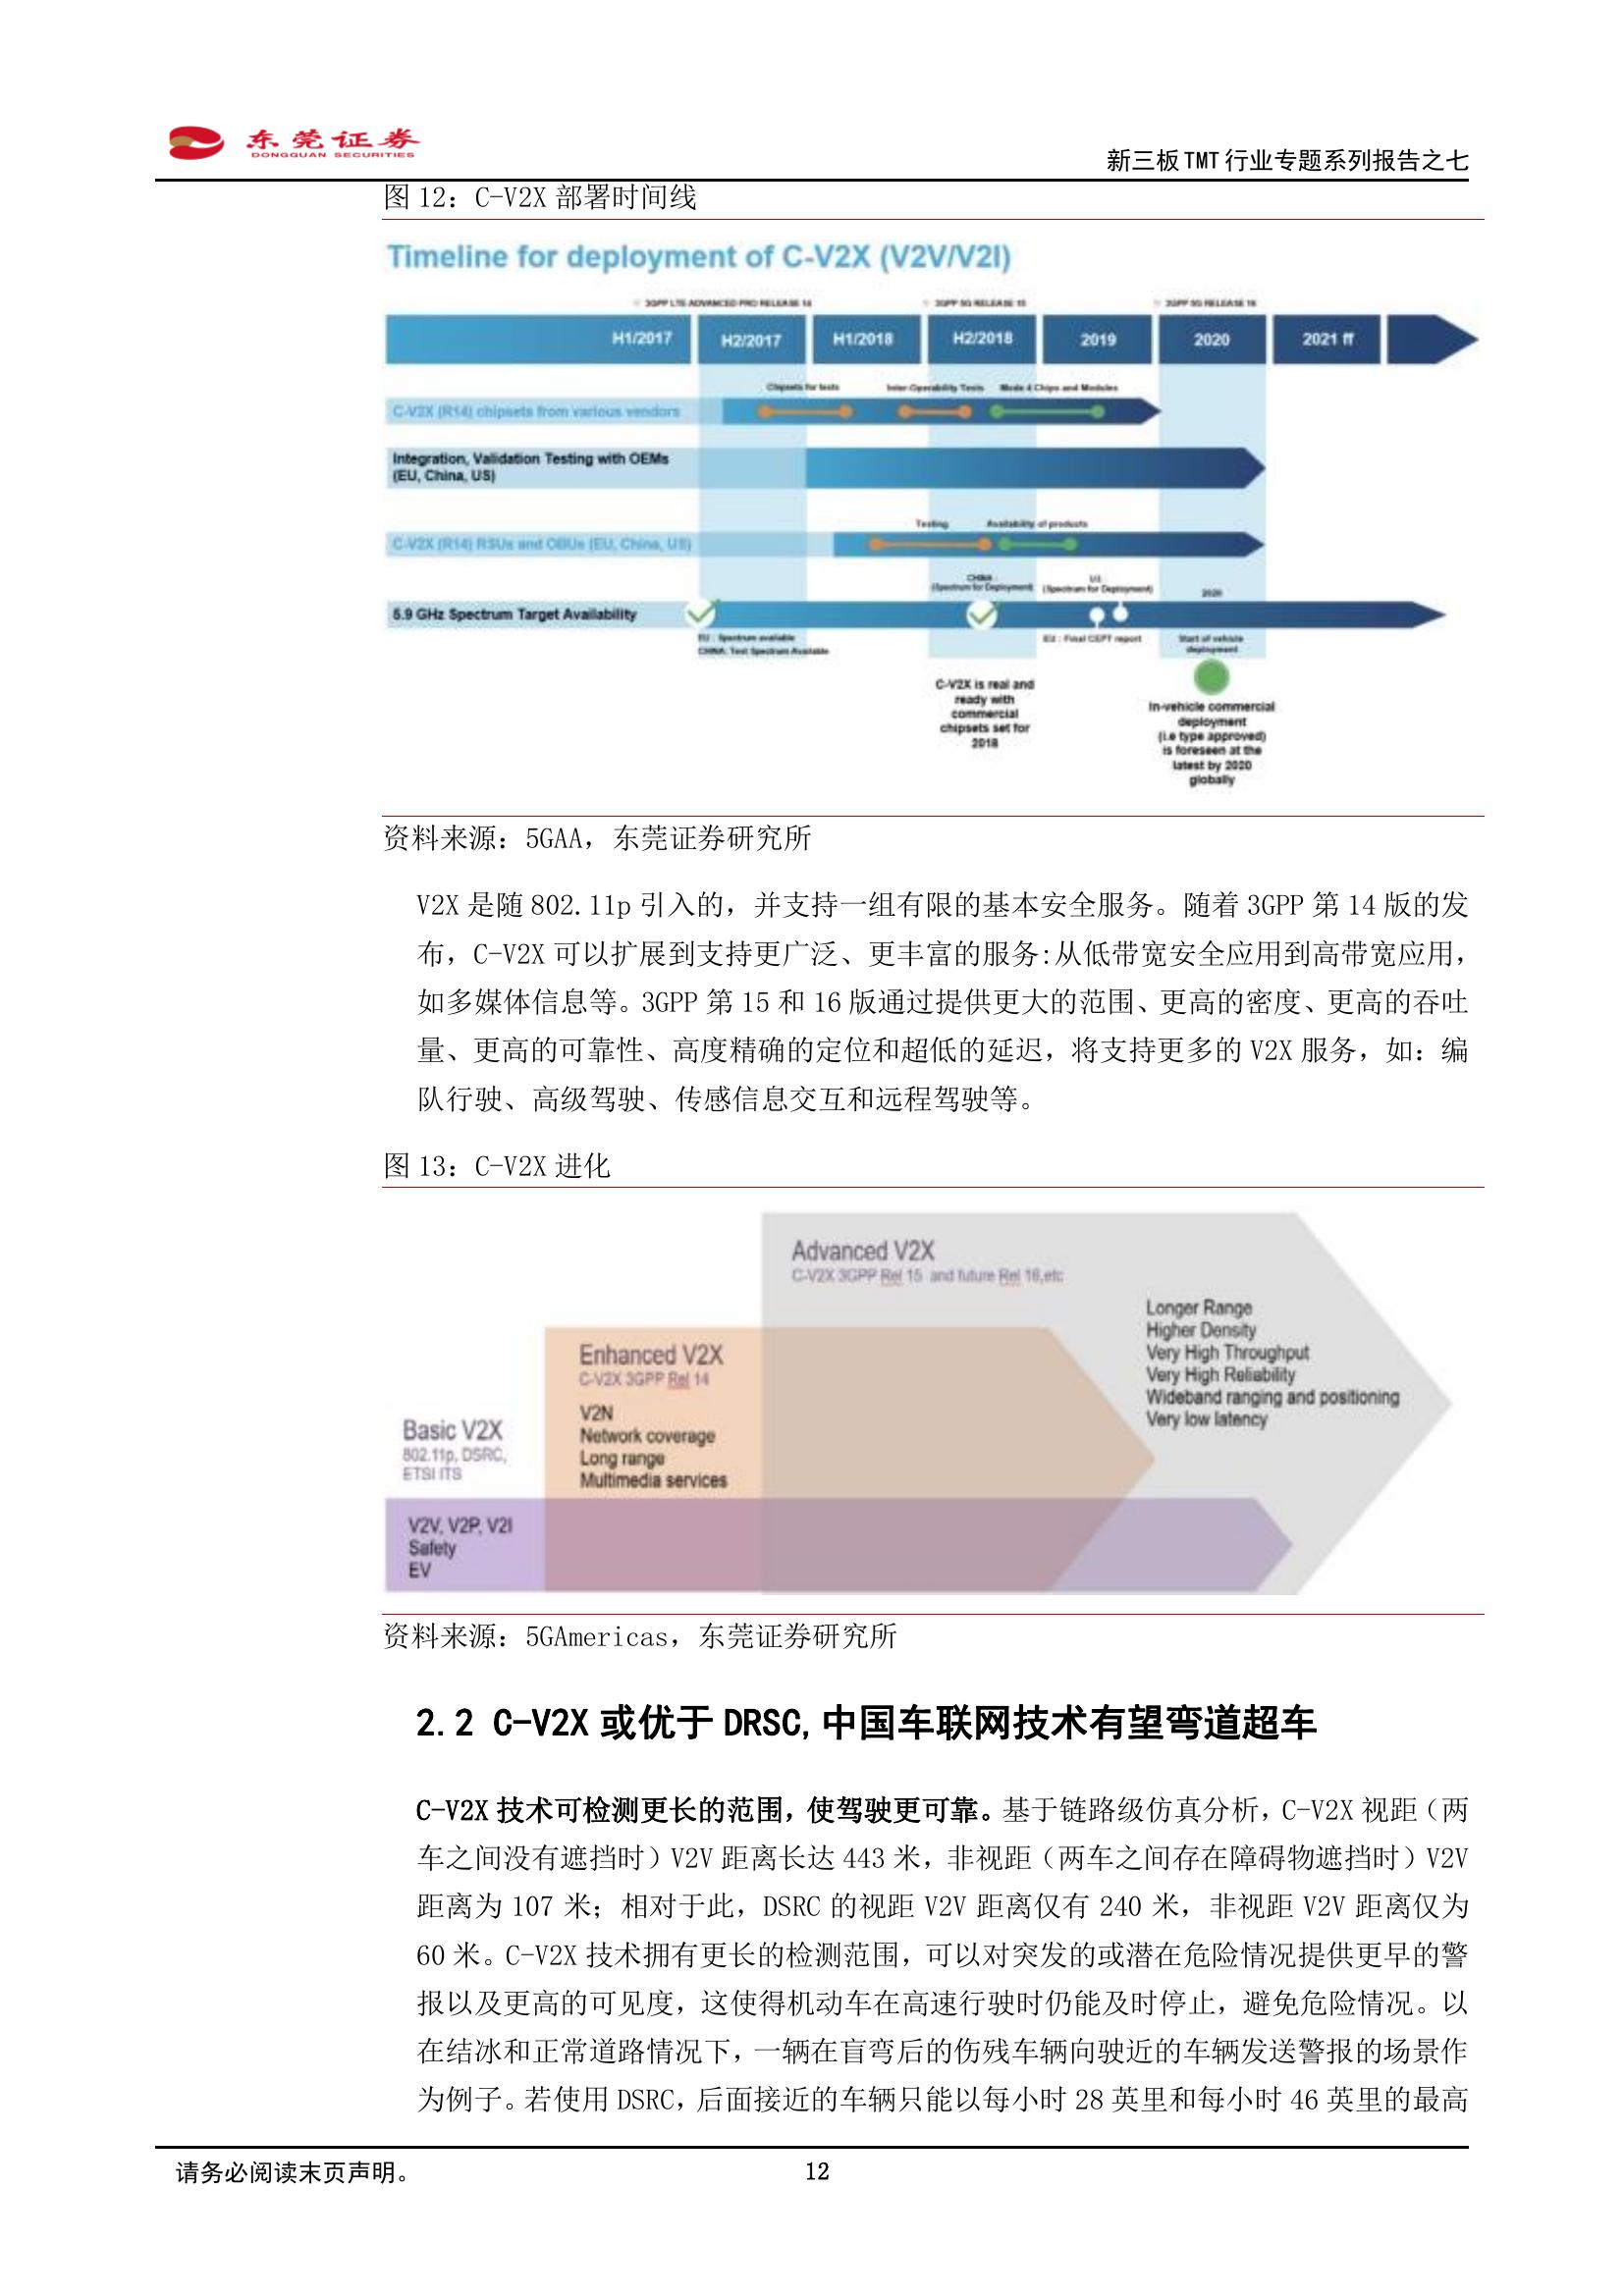 东莞证券
DONGGUAN SECURITIES
新三板 TMT 行业专题系列报告之七
图 12：C-V2X 部署时间线
Timeline for deployment of C-V2X (V2V/V2I)
3GPP LTE ADVANCED PRO RELEASE 14
3GPP 5G RELEASE 15
3GPP 5G RELEASE 16
H1/2017
H2/2017
H1/2018
H2/2018
2019
2020
2021 ff
Chipsets for tests
Inter Operability Tests
Mode 4 Chips and Modules
C-V2X (R14) chipsets from various vendors
Integration, Validation Testing with OEMs
(EU, China, US)
Testing
Availability of products
C-V2X (R14) RSUs and OBUs (EU, China, US)
CHINA :
(Spectrum for Deployment)
US :
(Spectrum for Deployment)
2020
5.9 GHz Spectrum Target Availability
EU : Spectrum available
CHINA: Test Spectrum Available
EU : Final CEPT report
Start of vehicle
deployment
C-V2X is real and
ready with
commercial
chipsets set for
2018
In-vehicle commercial
deployment
(i.e type approved)
is foreseen at the
latest by 2020
globally
资料来源：5GAA，东莞证券研究所
V2X 是随 802.11p 引入的，并支持一组有限的基本安全服务。随着 3GPP 第 14 版的发
布，C-V2X 可以扩展到支持更广泛、更丰富的服务:从低带宽安全应用到高带宽应用，
如多媒体信息等。3GPP 第 15 和 16 版通过提供更大的范围、更高的密度、更高的吞吐
量、更高的可靠性、高度精确的定位和超低的延迟，将支持更多的 V2X 服务，如：编
队行驶、高级驾驶、传感信息交互和远程驾驶等。
图 13：C-V2X 进化
Advanced V2X
C-V2X 3GPP Rel 15 and future Rel 16,etc
Longer Range
Higher Density
Very High Throughput
Very High Reliability
Wideband ranging and positioning
Very low latency
Enhanced V2X
C-V2X 3GPP Rel 14
V2N
Network coverage
Long range
Multimedia services
Basic V2X
802.11p, DSRC,
ETSI ITS
V2V, V2P, V2I
Safety
EV
资料来源：5GAmericas，东莞证券研究所
2.2 C-V2X 或优于 DRSC,中国车联网技术有望弯道超车
C-V2X 技术可检测更长的范围，使驾驶更可靠。基于链路级仿真分析，C-V2X 视距（两
车之间没有遮挡时）V2V 距离长达 443 米，非视距（两车之间存在障碍物遮挡时）V2V
距离为 107 米；相对于此，DSRC 的视距 V2V 距离仅有 240 米，非视距 V2V 距离仅为
60 米。C-V2X 技术拥有更长的检测范围，可以对突发的或潜在危险情况提供更早的警
报以及更高的可见度，这使得机动车在高速行驶时仍能及时停止，避免危险情况。以
在结冰和正常道路情况下，一辆在盲弯后的伤残车辆向驶近的车辆发送警报的场景作
为例子。若使用 DSRC，后面接近的车辆只能以每小时 28 英里和每小时 46 英里的最高
请务必阅读末页声明。
12